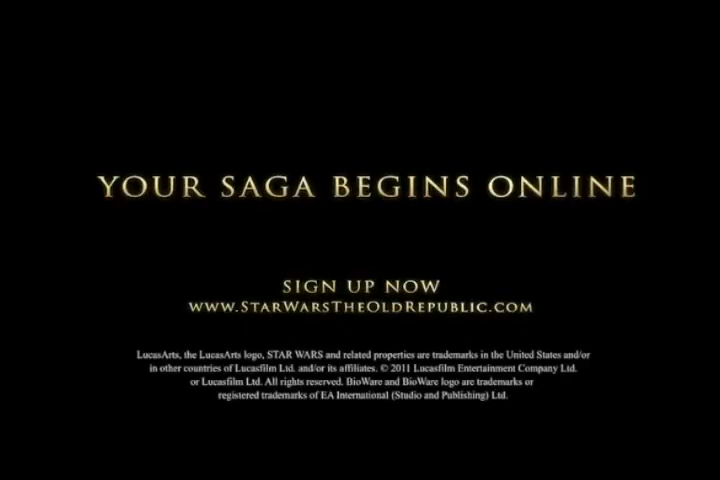 YOUR SAGA BEGINS ONLINE
SIGN UP NOW
WWW.STARWARSTHEOLDREPUBLIC.COM
LucasArts, the LucasArts logo, STAR WARS and related properties are trademarks in the United States and/or
in other countries of Lucasfilm Ltd. and/or its affiliates. © 2011 Lucasfilm Entertainment Company Ltd.
or Lucasfilm Ltd. All rights reserved. BioWare and BioWare logo are trademarks or
registered trademarks of EA International (Studio and Publishing) Ltd.